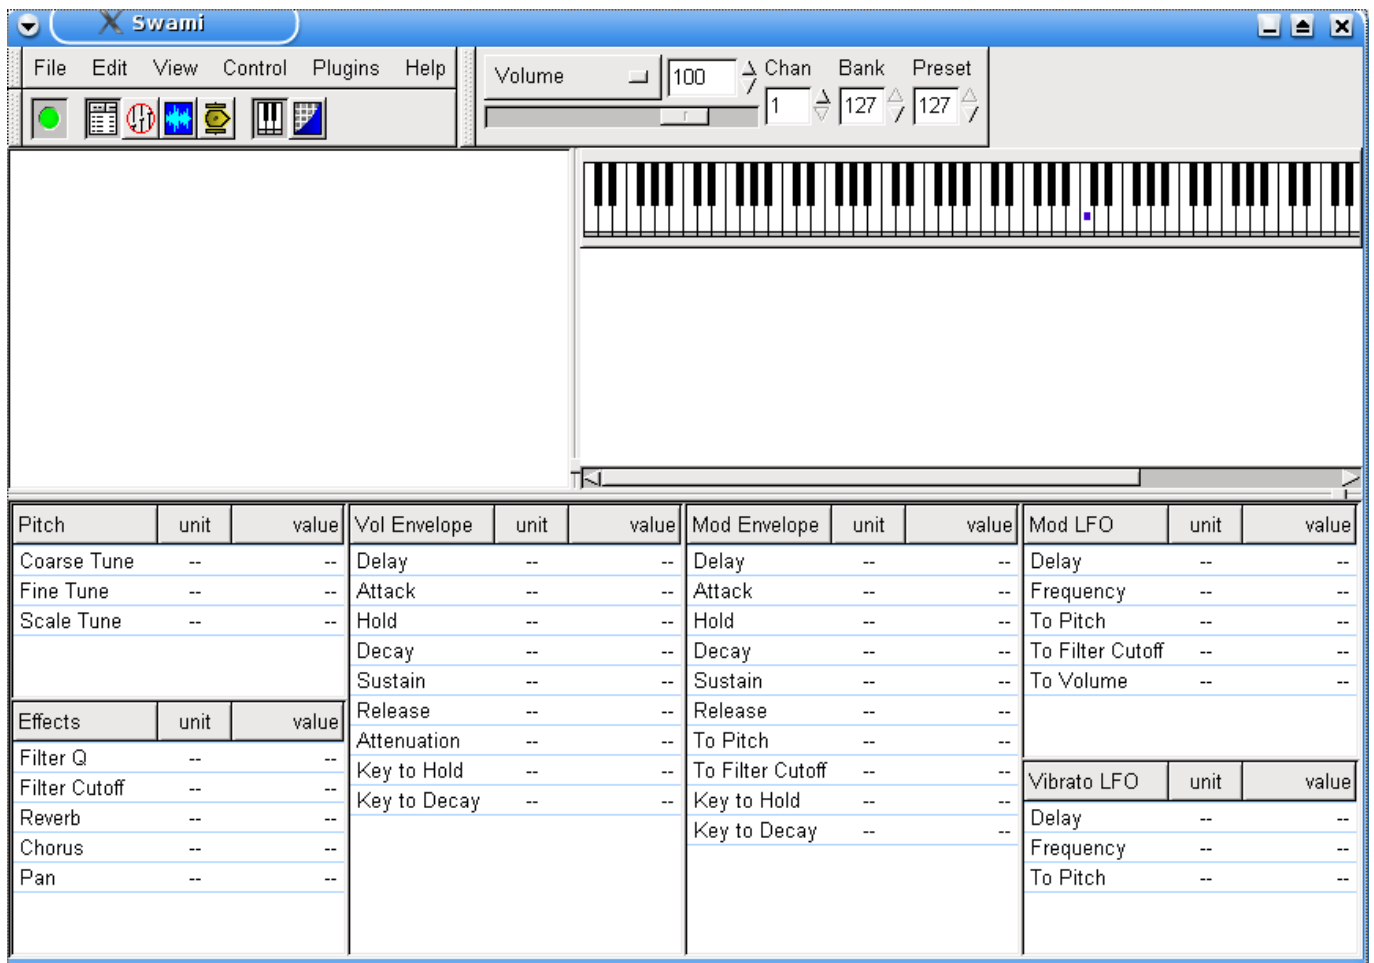 Swami
File Edit View Control Plugins Help
Volume 100 Chan Bank Preset
1 127 127
Pitch unit value
Coarse Tune -- --
Fine Tune -- --
Scale Tune -- --
Effects unit value
Filter Q -- --
Filter Cutoff -- --
Reverb -- --
Chorus -- --
Pan -- --
Vol Envelope unit value
Delay -- --
Attack -- --
Hold -- --
Decay -- --
Sustain -- --
Release -- --
Attenuation -- --
Key to Hold -- --
Key to Decay -- --
Mod Envelope unit value
Delay -- --
Attack -- --
Hold -- --
Decay -- --
Sustain -- --
Release -- --
To Pitch -- --
To Filter Cutoff -- --
Key to Hold -- --
Key to Decay -- --
Mod LFO unit value
Delay -- --
Frequency -- --
To Pitch -- --
To Filter Cutoff -- --
To Volume -- --
Vibrato LFO unit value
Delay -- --
Frequency -- --
To Pitch -- --